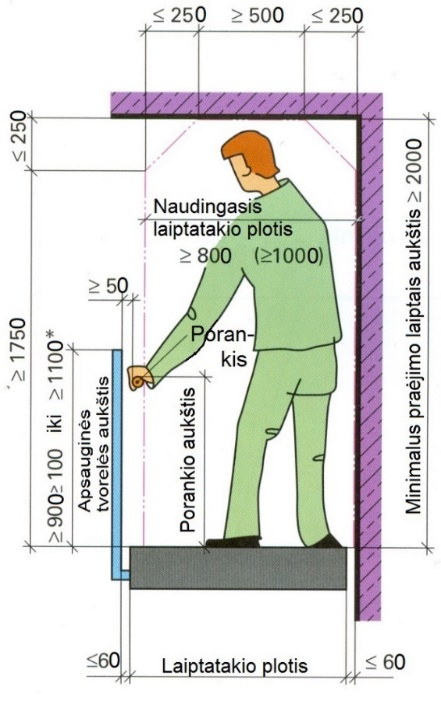 ≤ 250
≥ 500
≤ 250
≤ 250
Naudingasis
laiptatakio plotis
≥ 800 (≥1000)
≥ 50
Poran-
kis
≥ 1750
≥900≥100 iki ≥1100*
Apsauginės
tvorelės aukštis
Porankio aukštis
Minimalus praėjimo laiptais aukštis ≥ 2000
≤60
Laiptatakio plotis
≤ 60